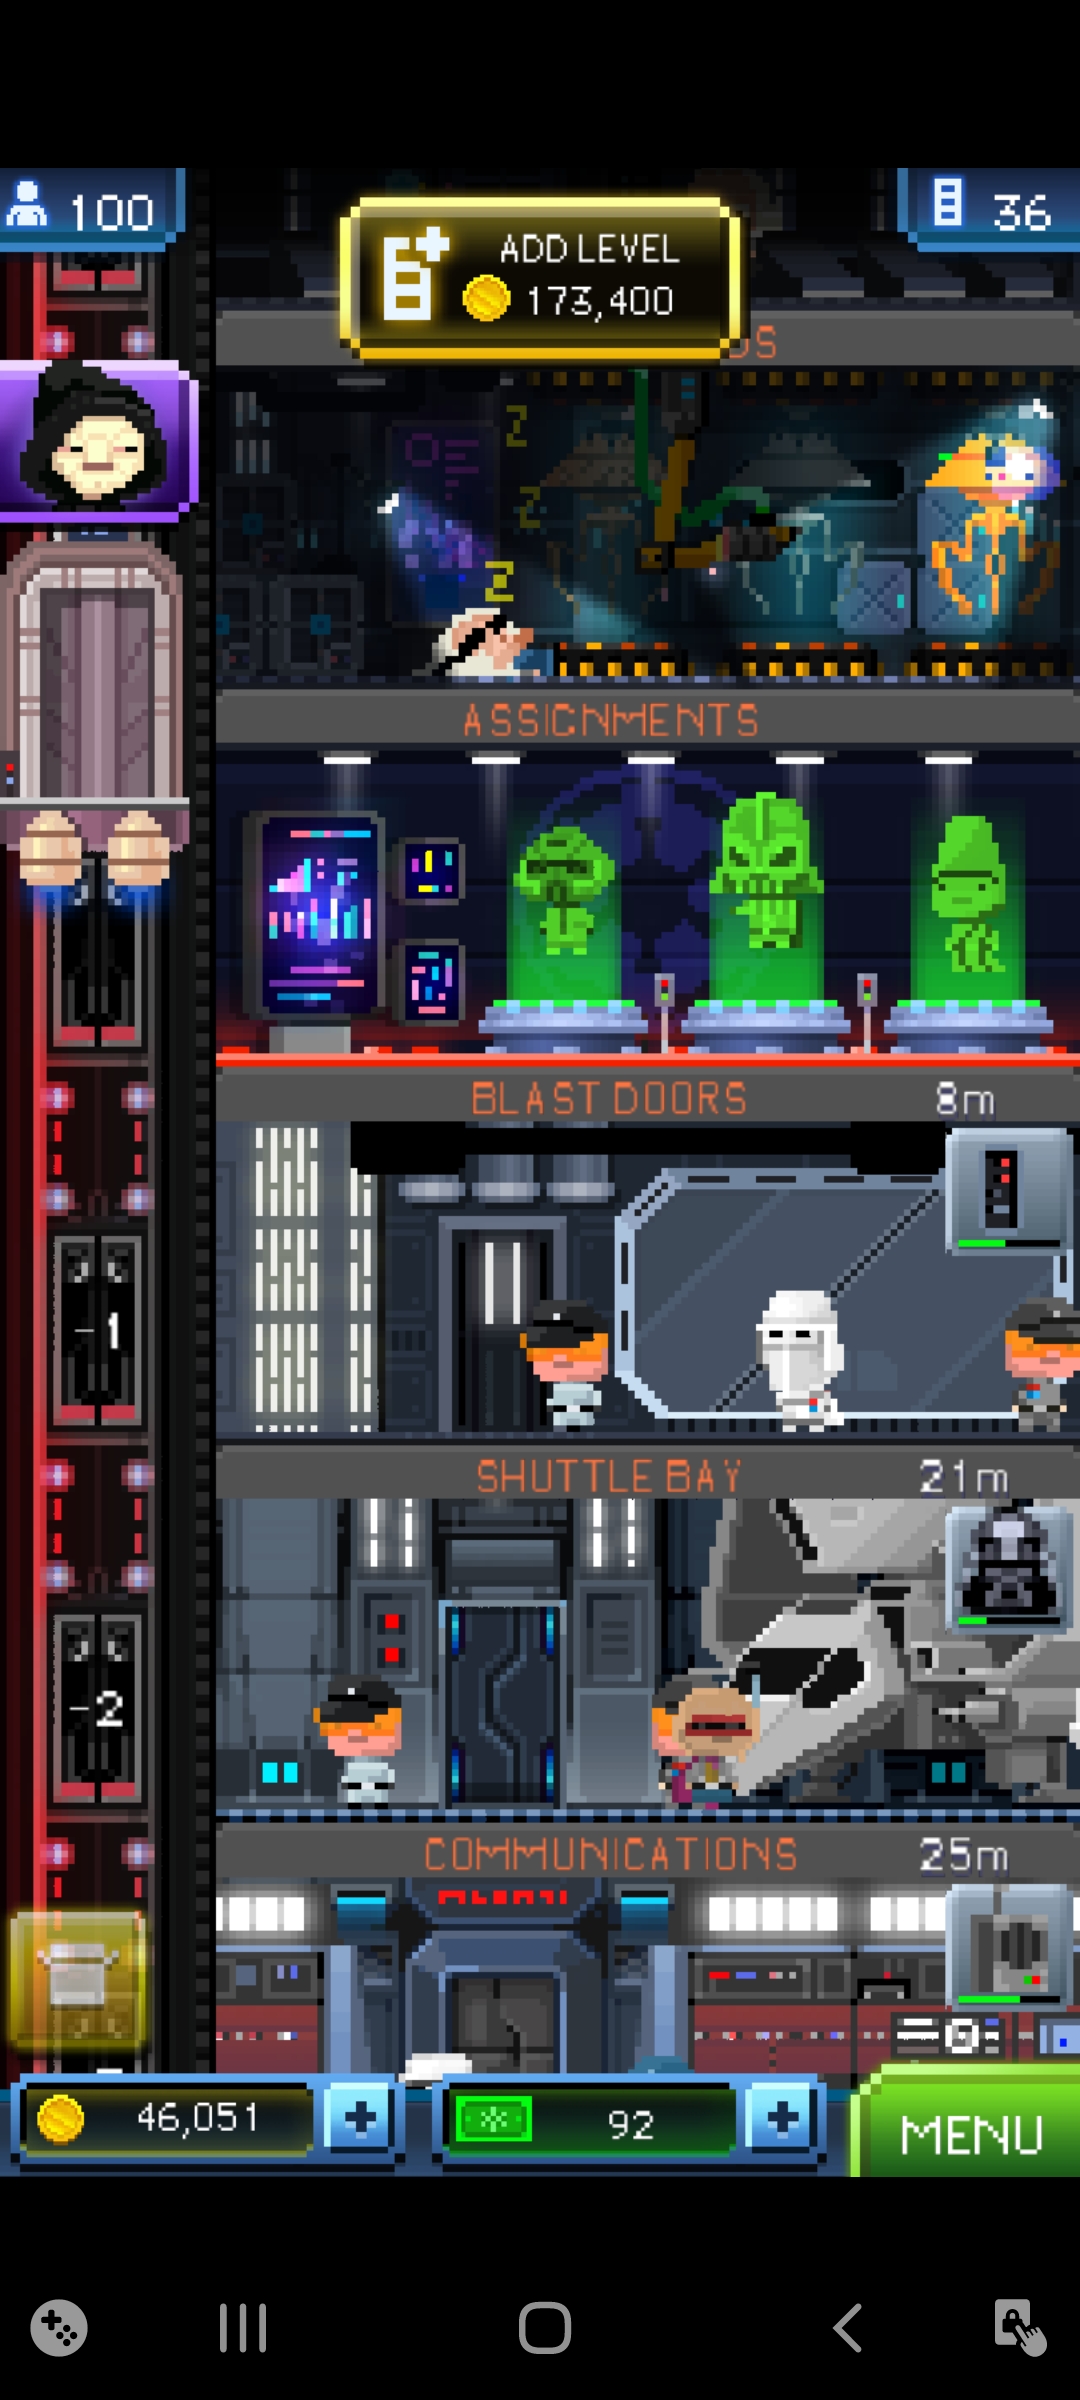 100
36
ADD LEVEL
173,400
Z
Z
Z
ASSIGNMENTS
BLAST DOORS 8m
-1
SHUTTLE BAY 21m
-2
COMMUNICATIONS 25m
46,051
92
MENU